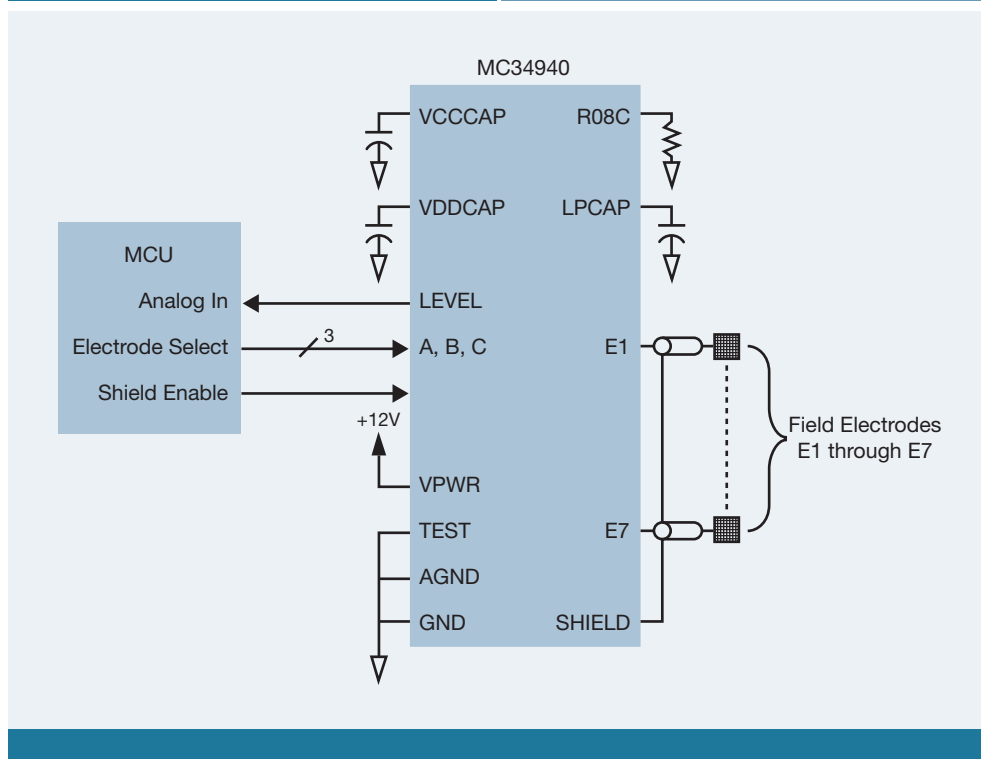 MC34940
VCCCAP
R08C
VDDCAP
LPCAP
MCU
Analog In
LEVEL
Electrode Select
3
A, B, C
E1
Shield Enable
+12V
Field Electrodes
E1 through E7
VPWR
TEST
E7
AGND
GND
SHIELD